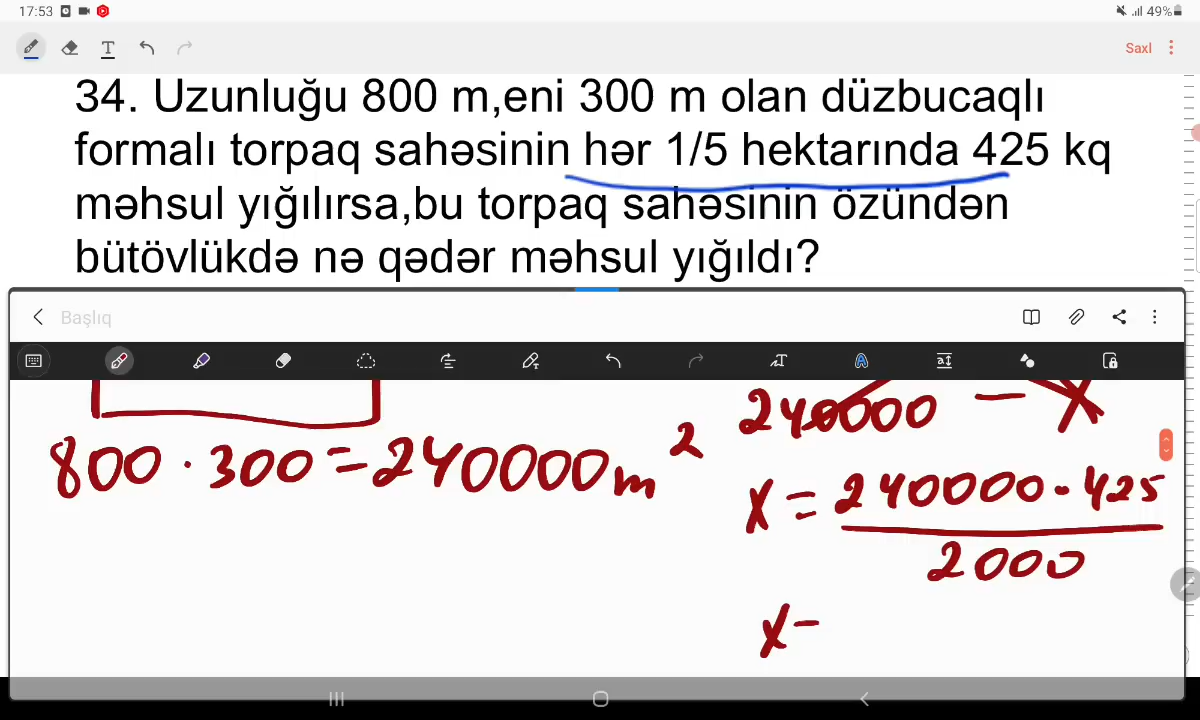 17:53 49%
Saxl
34. Uzunluğu 800 m,eni 300 m olan düzbucaqlı
formalı torpaq sahəsinin hər 1/5 hektarında 425 kq
məhsul yığılırsa,bu torpaq sahəsinin özündən
bütövlükdə nə qədər məhsul yığıldı?
Başlıq
240000 - X
800 · 300 = 240000 m²
X = 240000 · 425
2000
X =